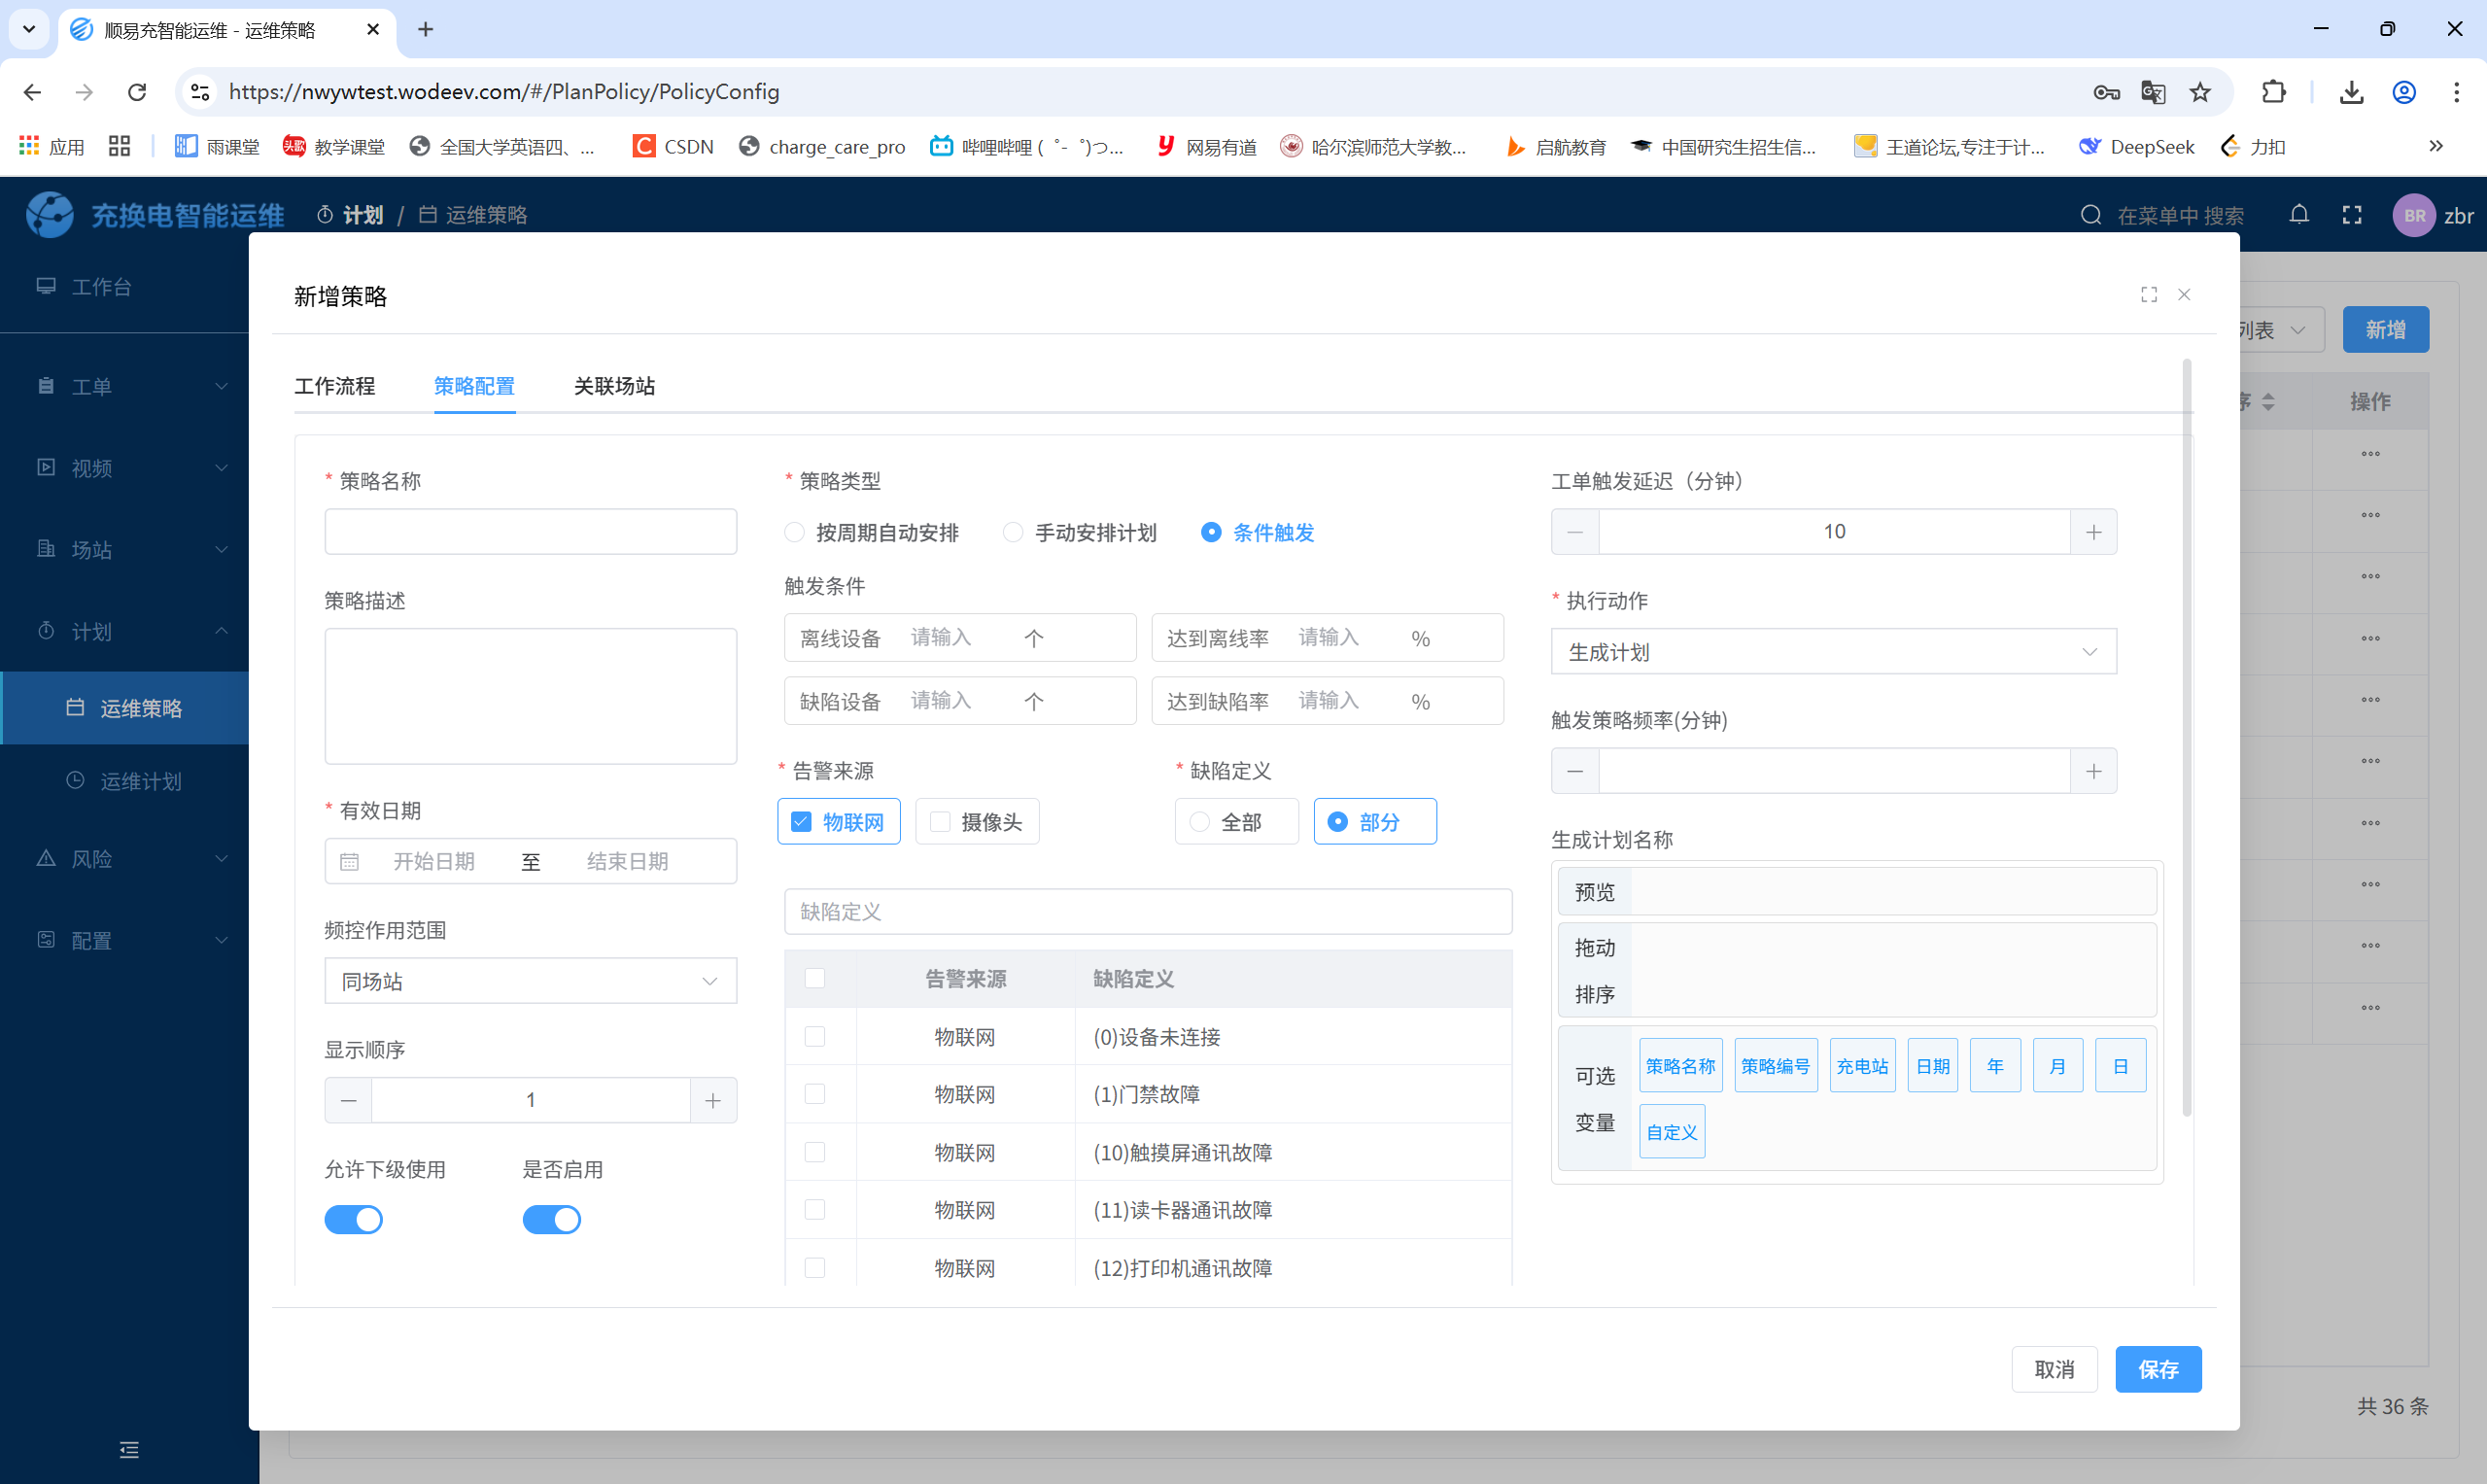 顺易充智能运维 - 运维策略
https://nwywtest.wodeev.com/#/PlanPolicy/PolicyConfig
应用 雨课堂 教学课堂 全国大学英语四、... CSDN charge_care_pro 哔哩哔哩 ( ゜- ゜)つ... 网易有道 哈尔滨师范大学教... 启航教育 中国研究生招生信... 王道论坛,专注于计... DeepSeek 力扣 »
充换电智能运维 计划 / 运维策略 在菜单中 搜索 BR zbr
工作台
工单
视频
场站
计划
运维策略
运维计划
风险
配置
列表 新增
序 操作
共 36 条
新增策略
工作流程 策略配置 关联场站
* 策略名称
策略描述
* 有效日期
开始日期 至 结束日期
频控作用范围
同场站
显示顺序
1
允许下级使用 是否启用
* 策略类型
按周期自动安排 手动安排计划 条件触发
触发条件
离线设备 请输入 个 达到离线率 请输入 %
缺陷设备 请输入 个 达到缺陷率 请输入 %
* 告警来源 * 缺陷定义
物联网 摄像头 全部 部分
缺陷定义
告警来源 缺陷定义
物联网 (0)设备未连接
物联网 (1)门禁故障
物联网 (10)触摸屏通讯故障
物联网 (11)读卡器通讯故障
物联网 (12)打印机通讯故障
工单触发延迟（分钟）
10
* 执行动作
生成计划
触发策略频率(分钟)
生成计划名称
预览
拖动
排序
可选
变量
策略名称 策略编号 充电站 日期 年 月 日
自定义
取消 保存